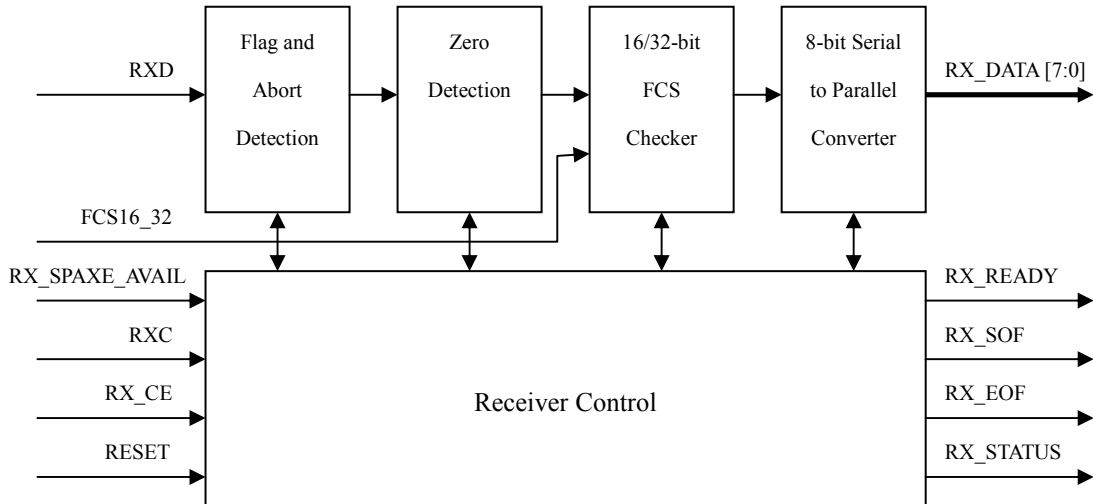 RXD
Flag and
Abort
Detection
Zero
Detection
16/32-bit
FCS
Checker
8-bit Serial
to Parallel
Converter
RX_DATA [7:0]
FCS16_32
RX_SPAXE_AVAIL
RXC
RX_CE
RESET
Receiver Control
RX_READY
RX_SOF
RX_EOF
RX_STATUS